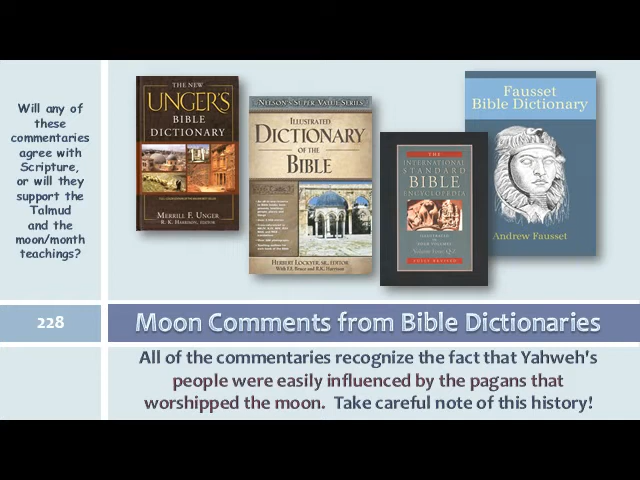 Will any of
these
commentaries
agree with
Scripture,
or will they
support the
Talmud
and the
moon/month
teachings?
THE NEW
UNGER'S
BIBLE
DICTIONARY
MERRILL F. UNGER
R. K. HARRISON, EDITOR
NELSON'S SUPER VALUE SERIES
ILLUSTRATED
DICTIONARY
OF THE
BIBLE
HERBERT LOCKYER, SR., EDITOR
WITH F.F. BRUCE AND R.K. HARRISON
THE
INTERNATIONAL
STANDARD
BIBLE
ENCYCLOPEDIA
FULLY REVISED
Fausset
Bible Dictionary
Andrew Fausset
228
Moon Comments from Bible Dictionaries
All of the commentaries recognize the fact that Yahweh's
people were easily influenced by the pagans that
worshipped the moon. Take careful note of this history!